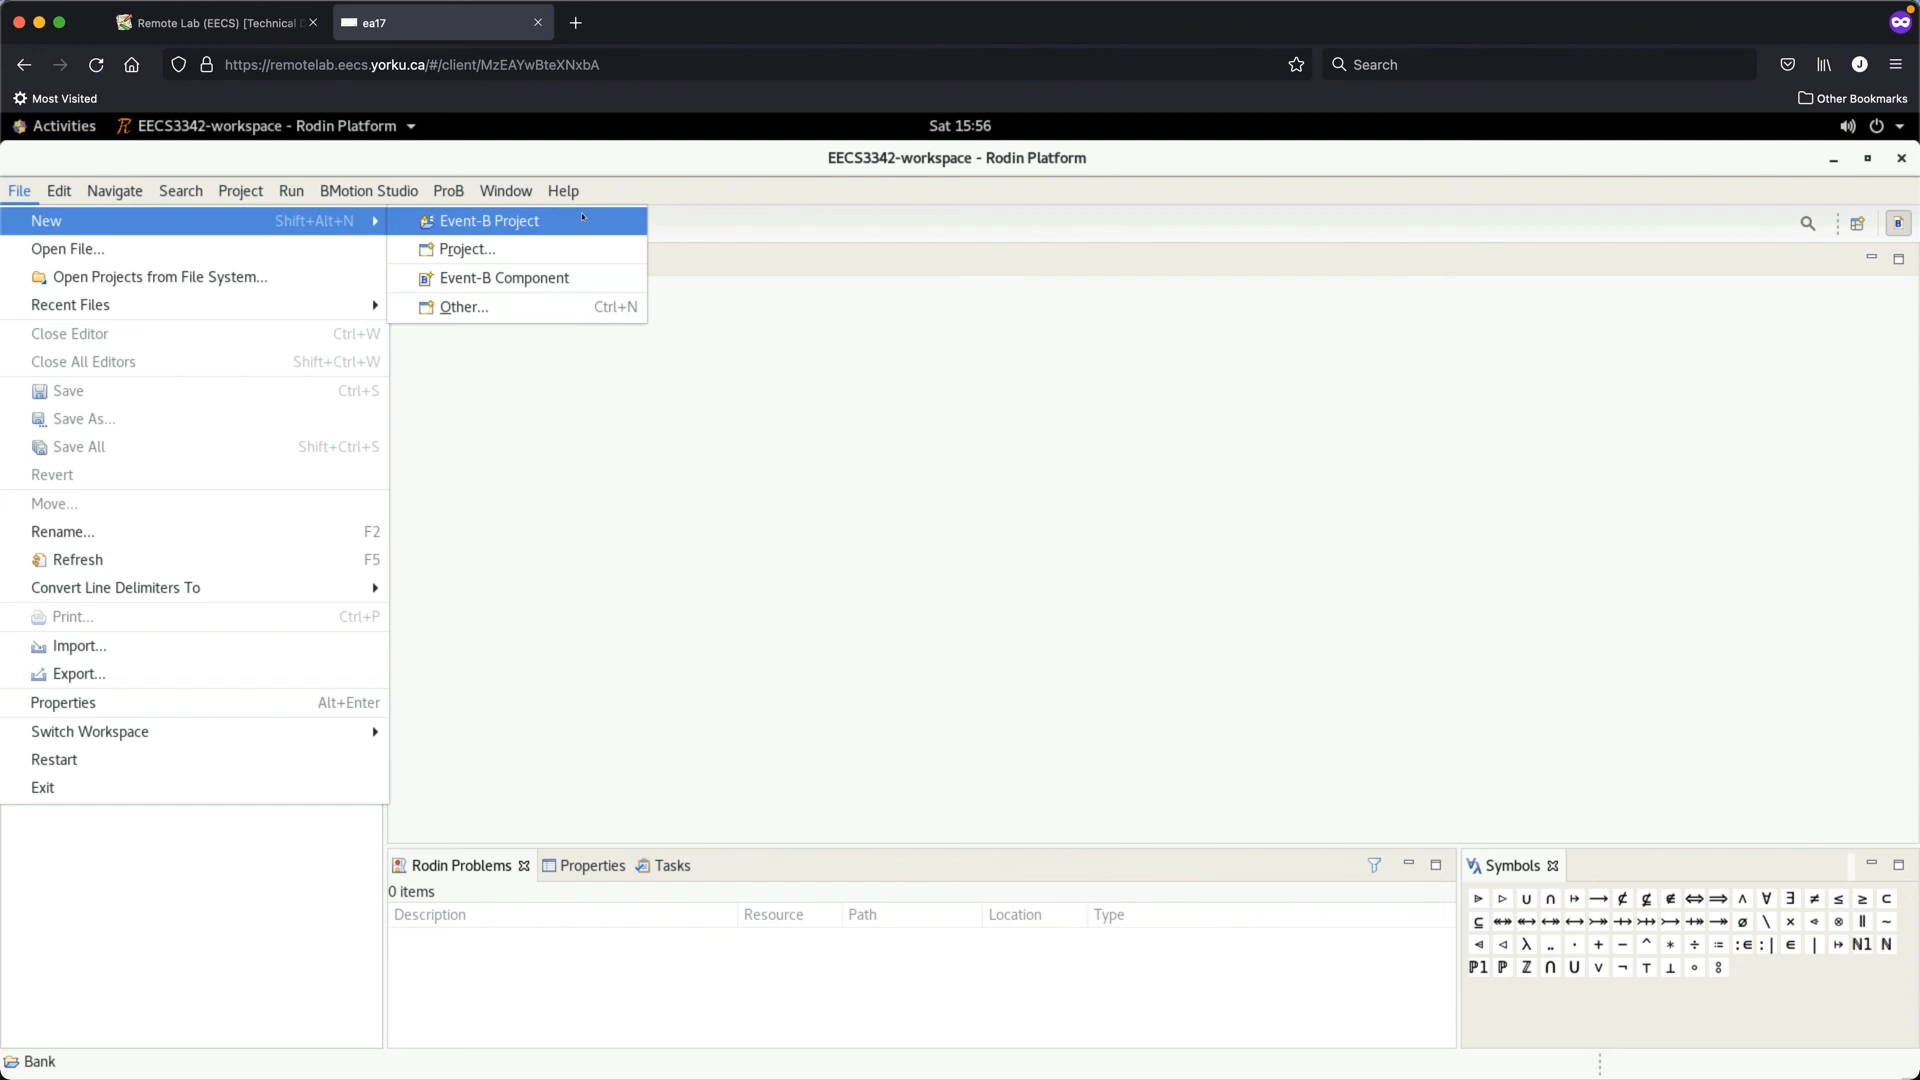 Remote Lab (EECS) [Technical D
ea17
https://remotelab.eecs.yorku.ca/#/client/MzEAYwBteXNxbA
Search
J
Most Visited
Other Bookmarks
Activities
EECS3342-workspace - Rodin Platform
Sat 15:56
EECS3342-workspace - Rodin Platform
File Edit Navigate Search Project Run BMotion Studio ProB Window Help
New Shift+Alt+N
Open File...
Open Projects from File System...
Recent Files
Close Editor Ctrl+W
Close All Editors Shift+Ctrl+W
Save Ctrl+S
Save As...
Save All Shift+Ctrl+S
Revert
Move...
Rename... F2
Refresh F5
Convert Line Delimiters To
Print... Ctrl+P
Import...
Export...
Properties Alt+Enter
Switch Workspace
Restart
Exit
Event-B Project
Project...
Event-B Component
Other... Ctrl+N
Rodin Problems Properties Tasks
0 items
Description Resource Path Location Type
Symbols
∪ ∩ ↦ ⟶ ⊄ ⊈ ∉ ⇔ ⇒ ∧ ∀ ∃ ≠ ≤ ≥ ⊂
λ ‥ · + − ^ ∗ ÷ ≔ :∈ :∣ ∈ ∣ ↦ ℕ1 ℕ
ℙ1 ℙ ℤ ⋂ ⋃ ∨ ¬ ⊤ ⊥ ∘ ⦂
Bank